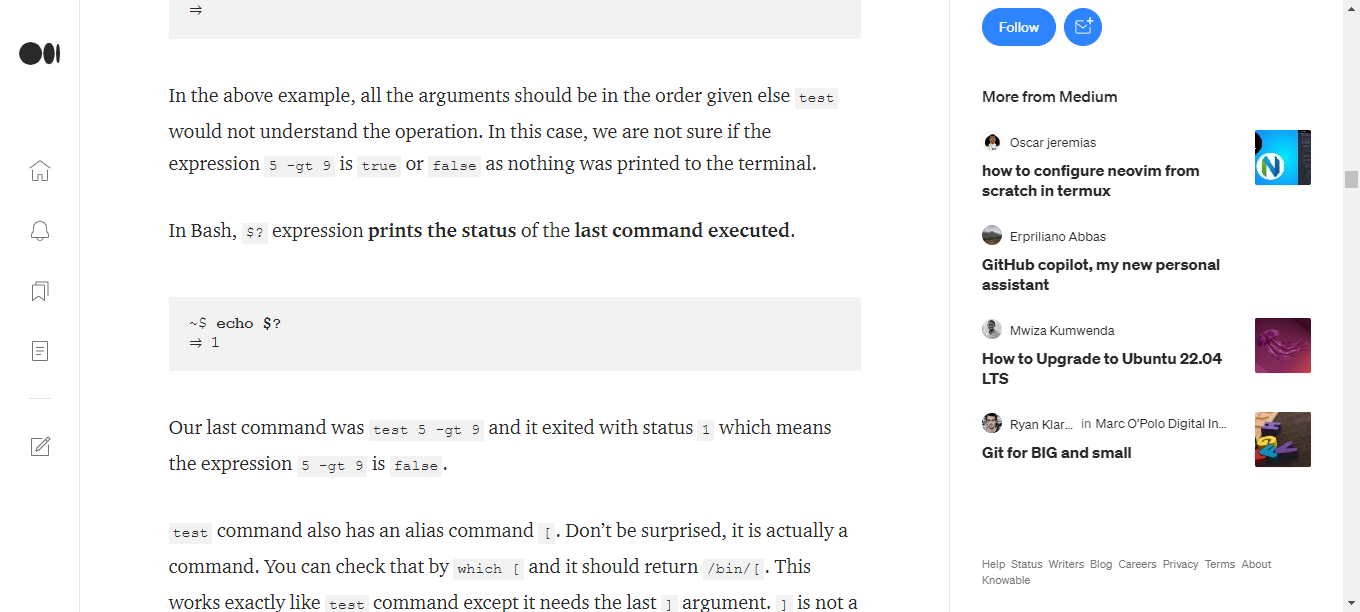 ⇒
In the above example, all the arguments should be in the order given else test
would not understand the operation. In this case, we are not sure if the
expression 5 -gt 9 is true or false as nothing was printed to the terminal.
In Bash, $? expression prints the status of the last command executed.
~$ echo $?
⇒ 1
Our last command was test 5 -gt 9 and it exited with status 1 which means
the expression 5 -gt 9 is false.
test command also has an alias command [. Don’t be surprised, it is actually a
command. You can check that by which [ and it should return /bin/[. This
works exactly like test command except it needs the last ] argument. ] is not a
Follow
More from Medium
Oscar jeremias
how to configure neovim from
scratch in termux
Erpriliano Abbas
GitHub copilot, my new personal
assistant
Mwiza Kumwenda
How to Upgrade to Ubuntu 22.04
LTS
Ryan Klar... in Marc O’Polo Digital In...
Git for BIG and small
Help Status Writers Blog Careers Privacy Terms About
Knowable